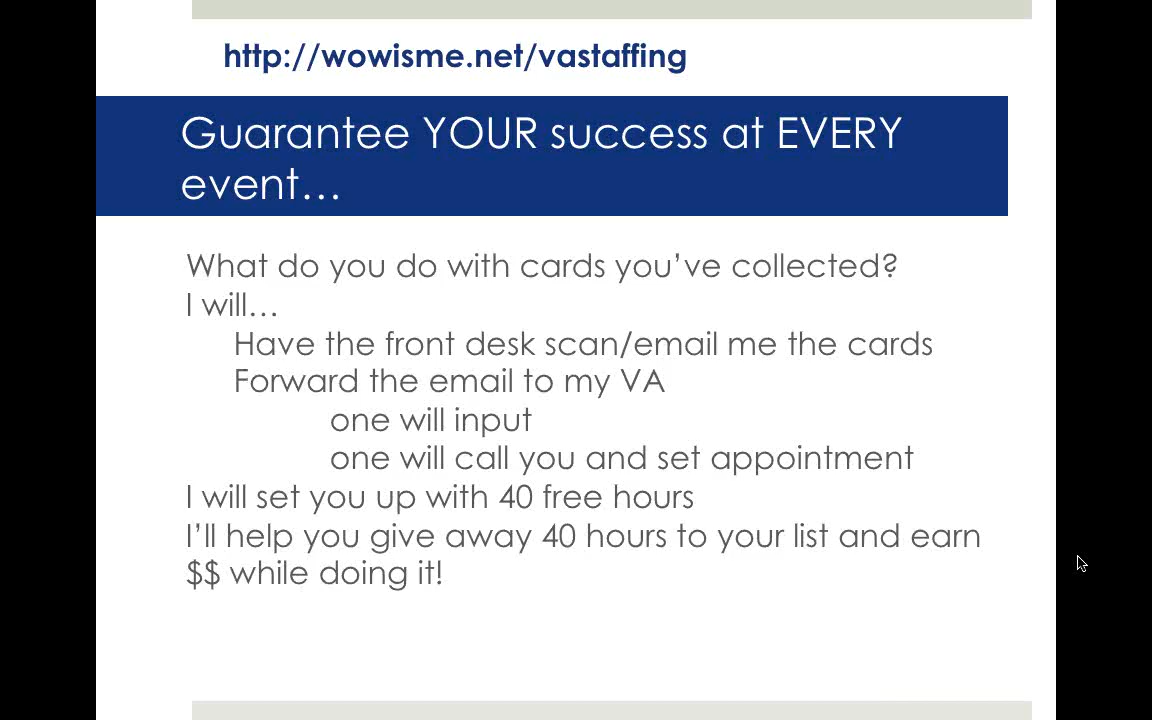 http://wowisme.net/vastaffing
Guarantee YOUR success at EVERY
event…
What do you do with cards you’ve collected?
I will…
Have the front desk scan/email me the cards
Forward the email to my VA
one will input
one will call you and set appointment
I will set you up with 40 free hours
I’ll help you give away 40 hours to your list and earn
$$ while doing it!